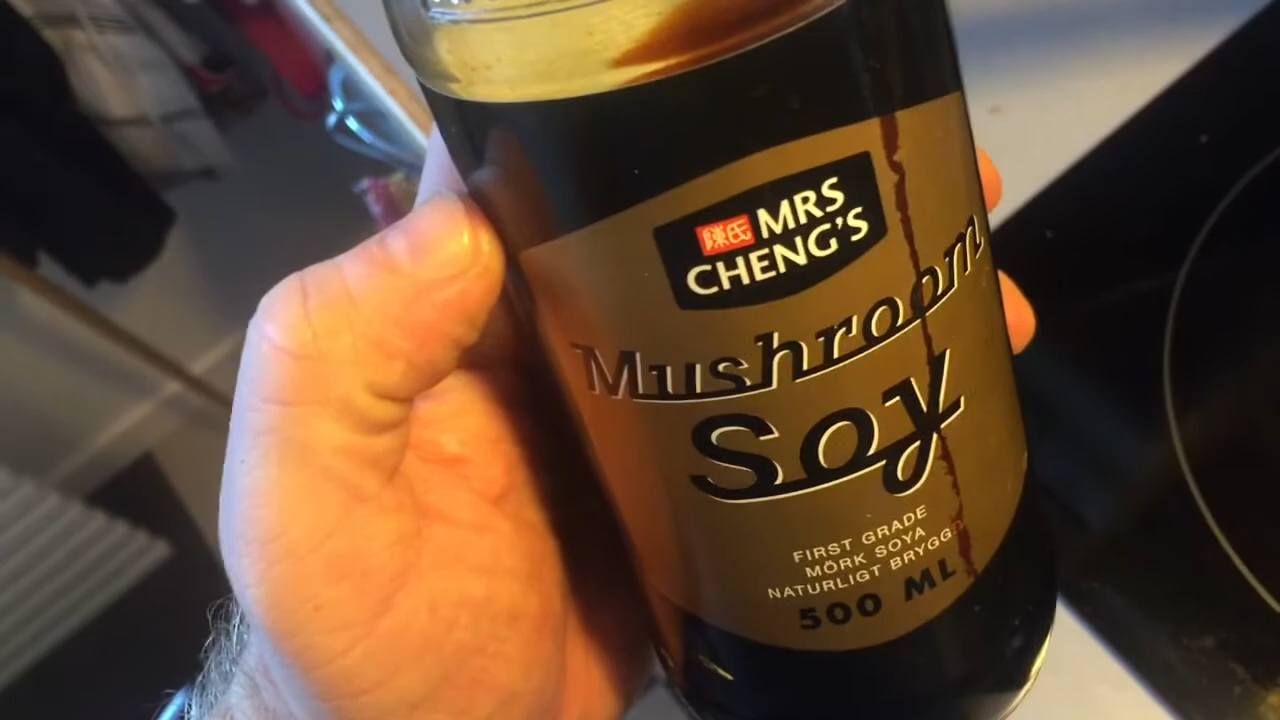 陳氏 MRS
CHENG'S
Mushroom
Soy
FIRST GRADE
MÖRK SOYA
NATURLIGT BRYGGD
500 ML